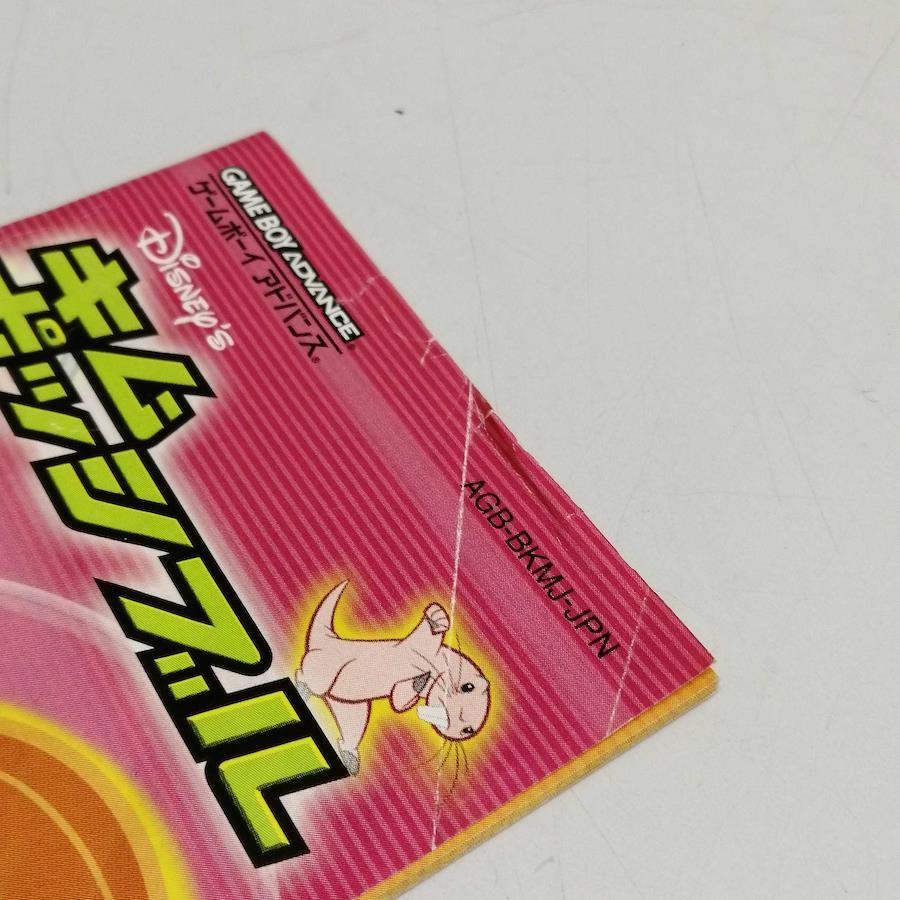 GAME BOY ADVANCE
ゲームボーイ アドバンス®
AGB-BKMJ-JPN
Disney's
キム
ポッシブル